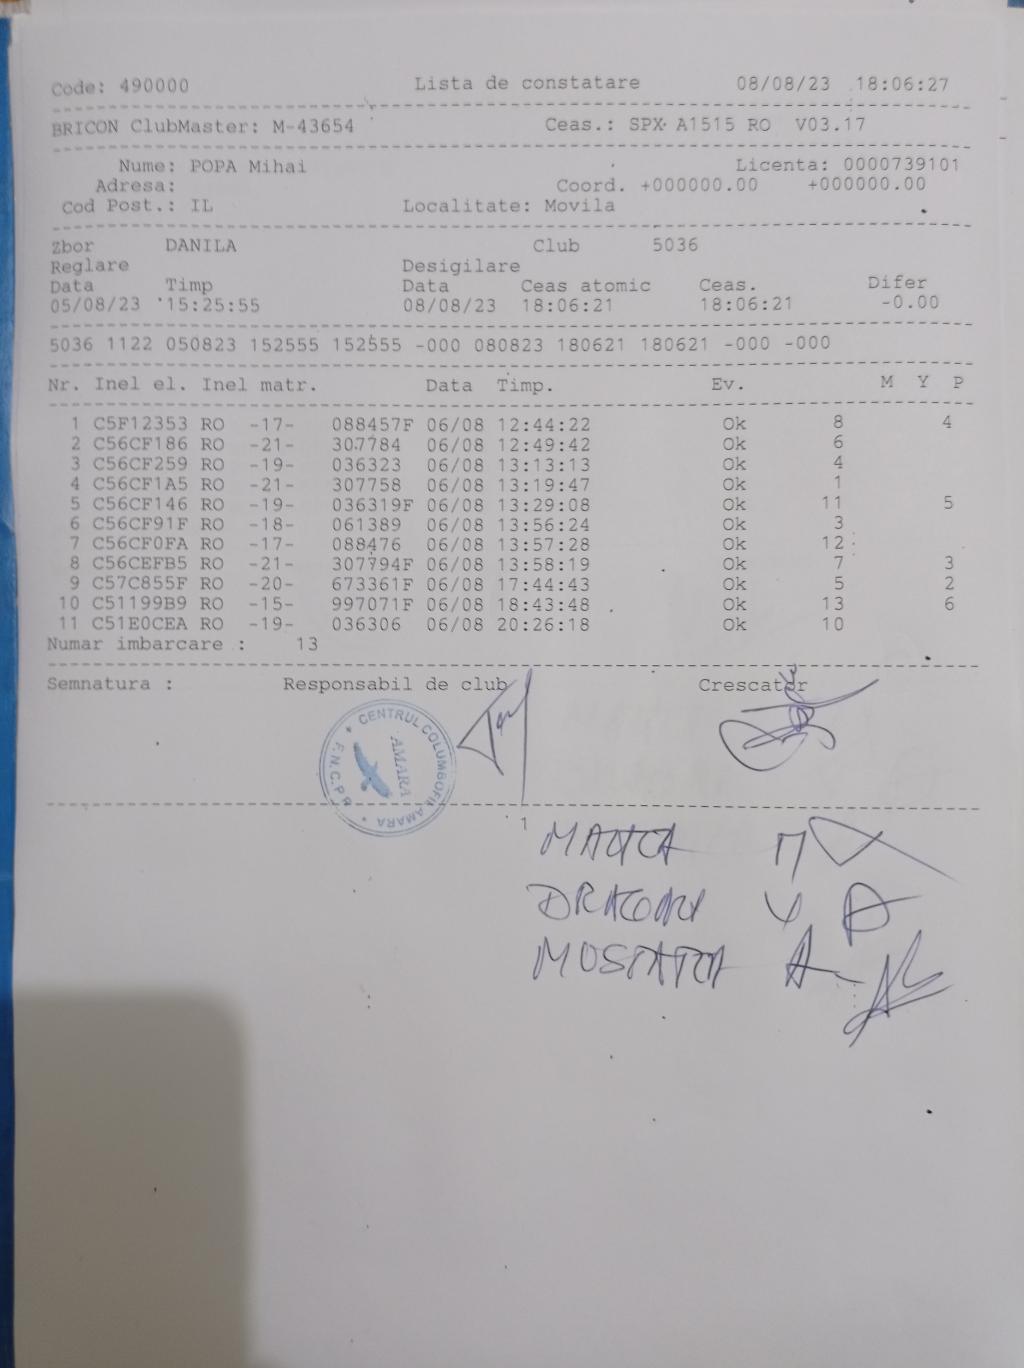 Code: 490000 Lista de constatare 08/08/23 18:06:27
BRICON ClubMaster: M-43654 Ceas.: SPX A1515 RO V03.17
Nume: POPA Mihai Licenta: 0000739101
Adresa: Coord. +000000.00 +000000.00
Cod Post.: IL Localitate: Movila
Zbor DANILA Club 5036
Reglare Desigilare
Data Timp Data Ceas atomic Ceas. Difer
05/08/23 15:25:55 08/08/23 18:06:21 18:06:21 -0.00
5036 1122 050823 152555 152555 -000 080823 180621 180621 -000 -000
Nr. Inel el. Inel matr. Data Timp. Ev. M Y P
1 C5F12353 RO -17- 088457F 06/08 12:44:22 Ok 8 4
2 C56CF186 RO -21- 307784 06/08 12:49:42 Ok 6
3 C56CF259 RO -19- 036323 06/08 13:13:13 Ok 4
4 C56CF1A5 RO -21- 307758 06/08 13:19:47 Ok 1
5 C56CF146 RO -19- 036319F 06/08 13:29:08 Ok 11 5
6 C56CF91F RO -18- 061389 06/08 13:56:24 Ok 3
7 C56CF0FA RO -17- 088476 06/08 13:57:28 Ok 12
8 C56CEFB5 RO -21- 307794F 06/08 13:58:19 Ok 7 3
9 C57C855F RO -20- 673361F 06/08 17:44:43 Ok 5 2
10 C51199B9 RO -15- 997071F 06/08 18:43:48 Ok 13 6
11 C51E0CEA RO -19- 036306 06/08 20:26:18 Ok 10
Numar imbarcare : 13
Semnatura : Responsabil de club Crescator
CENTRUL COLUMBOFIL AMARA
AMARA
F.N.C.P.R
1